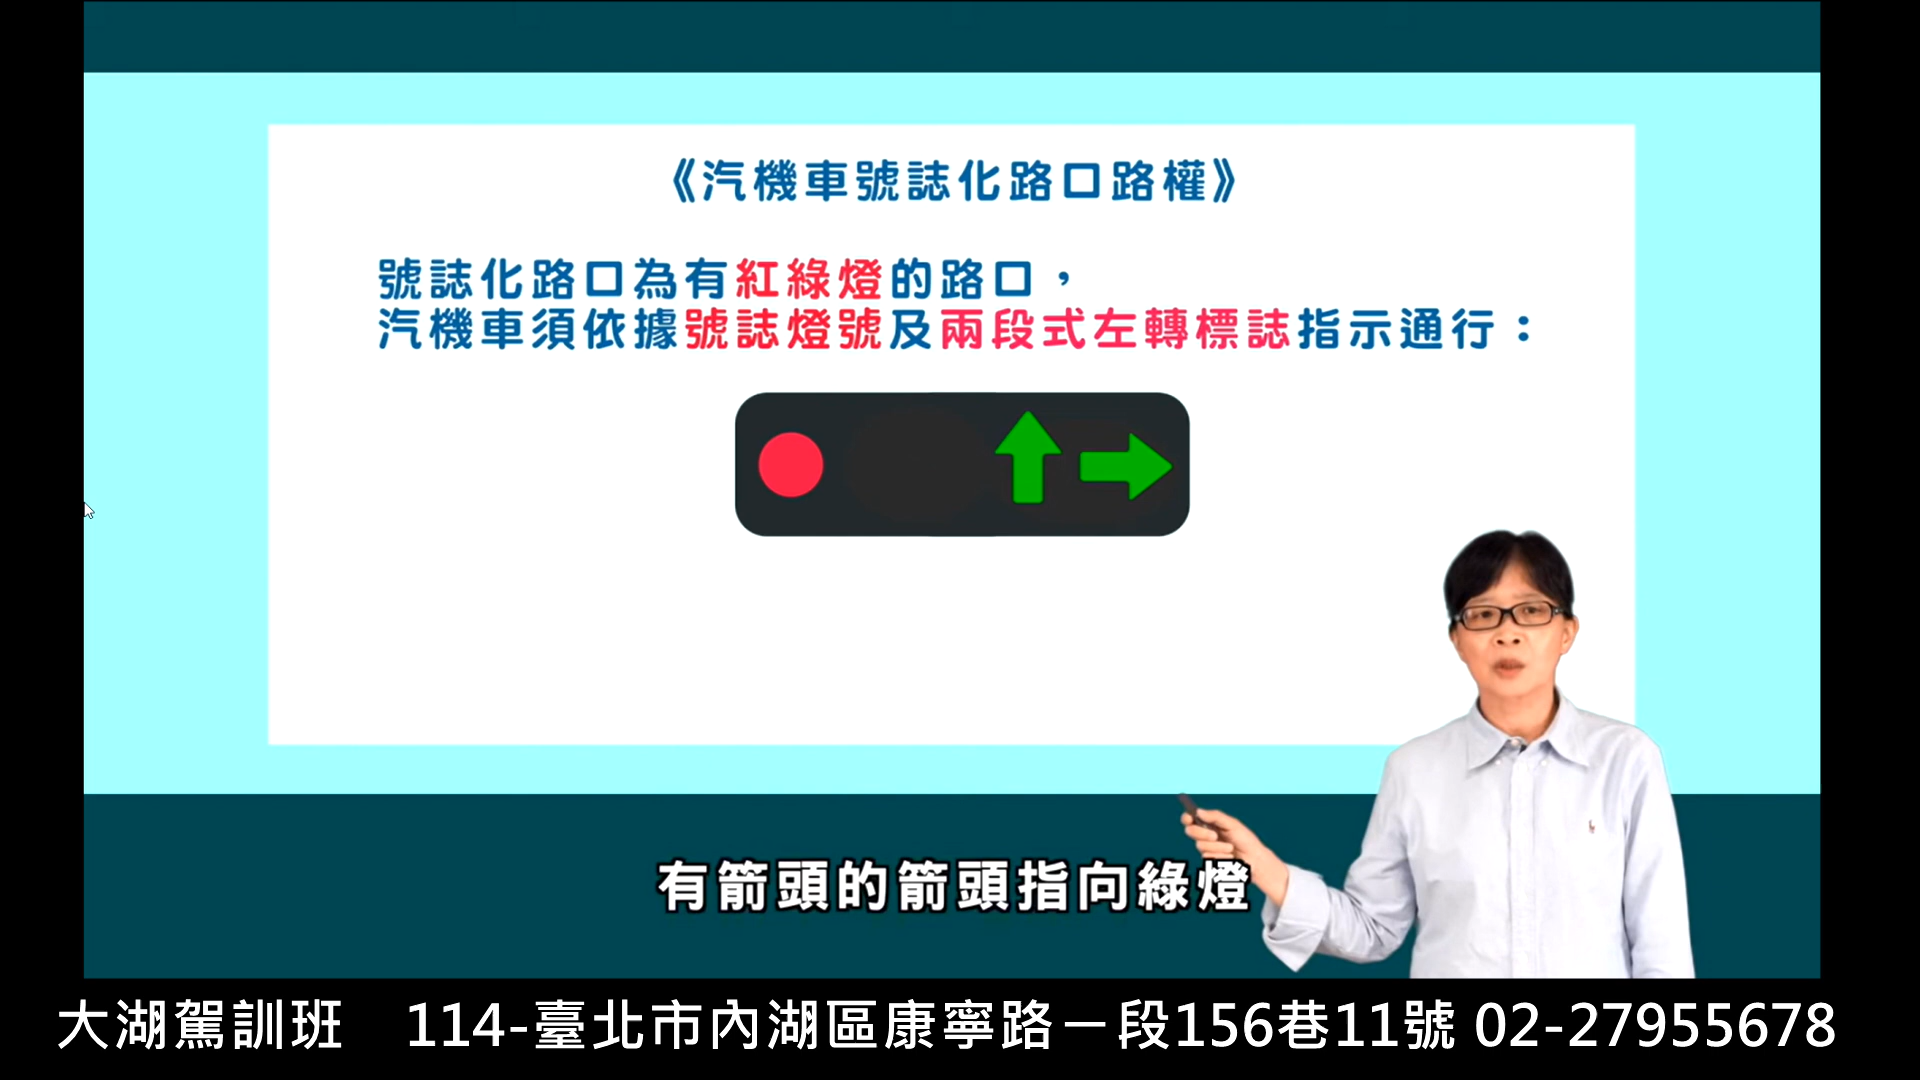 《汽機車號誌化路口路權》
號誌化路口為有紅綠燈的路口，
汽機車須依據號誌燈號及兩段式左轉標誌指示通行：
有箭頭的箭頭指向綠燈
大湖駕訓班　114-臺北市內湖區康寧路一段156巷11號 02-27955678